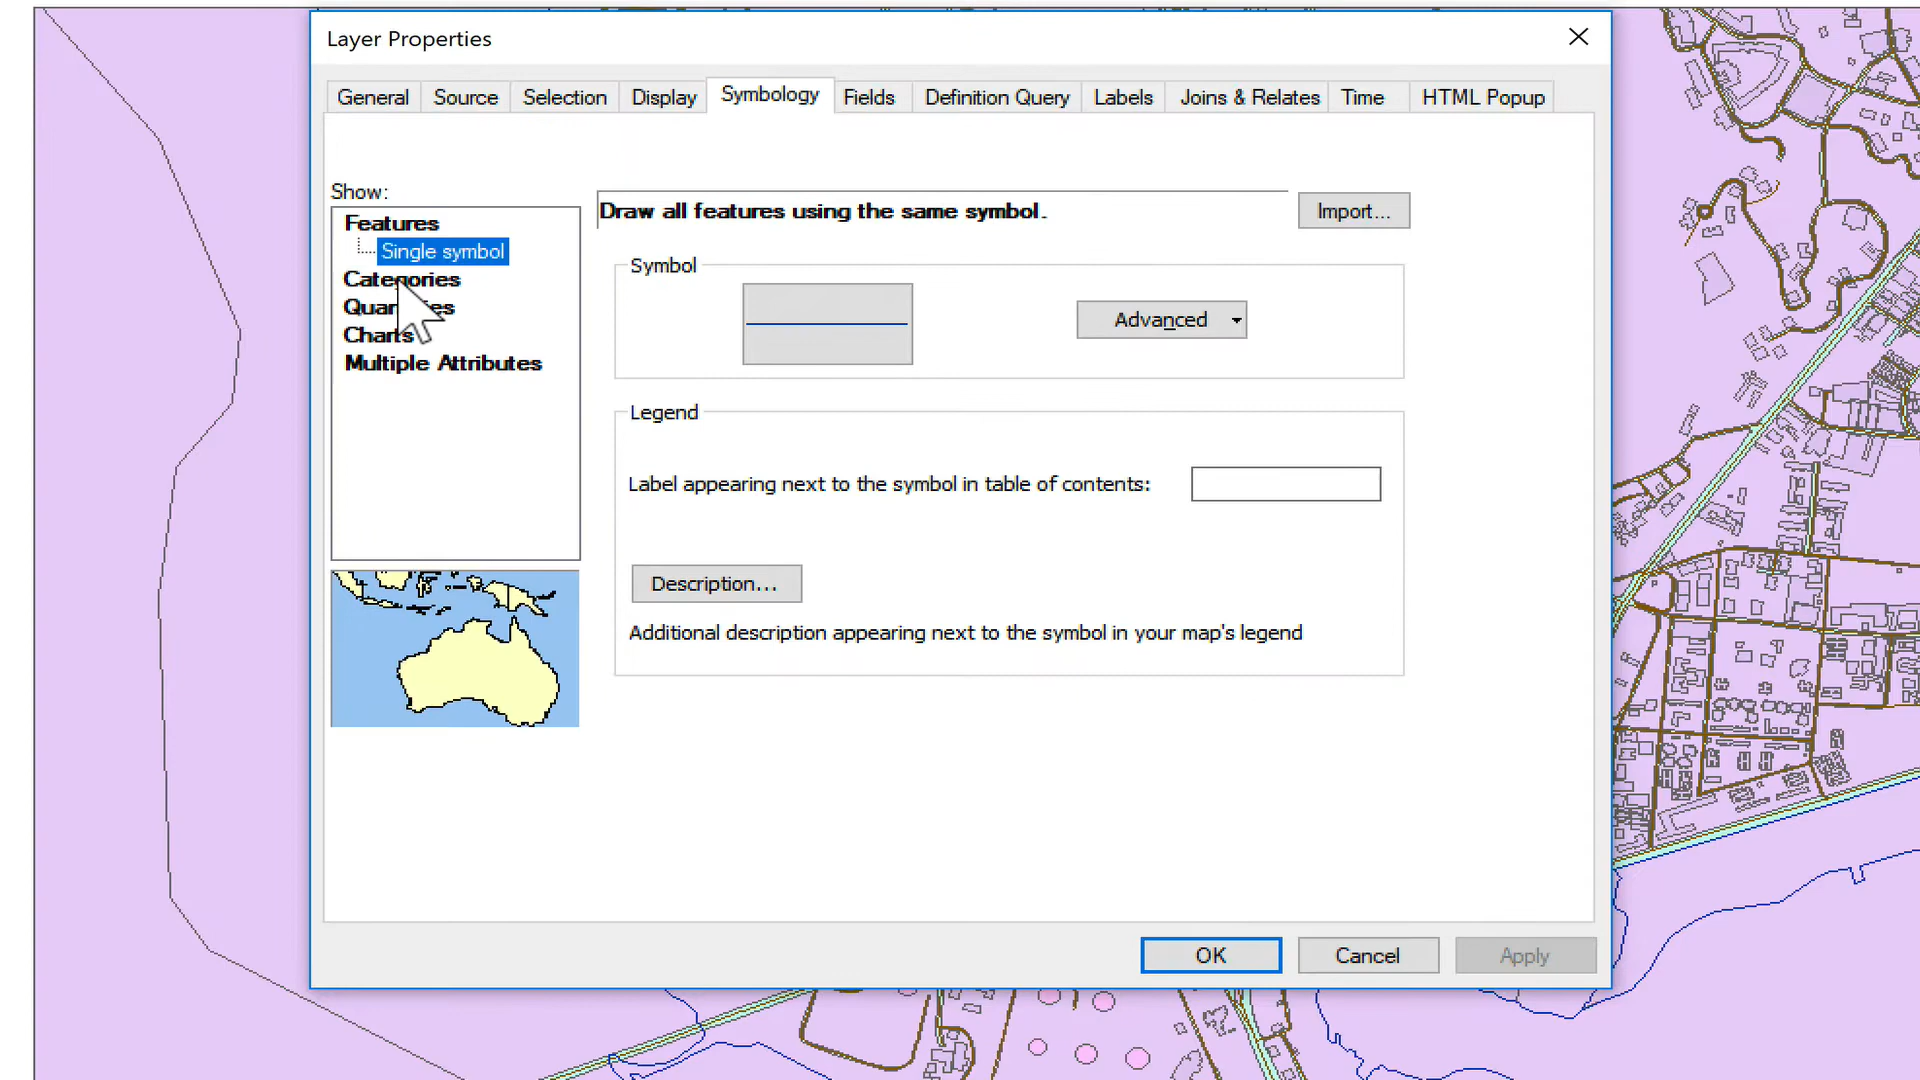 Layer Properties
General Source Selection Display Symbology Fields Definition Query Labels Joins & Relates Time HTML Popup
Show:
Features
Single symbol
Categories
Charts
Multiple Attributes
Draw all features using the same symbol.
Import...
Symbol
Advanced
Legend
Label appearing next to the symbol in table of contents:
Description...
Additional description appearing next to the symbol in your map's legend
OK Cancel Apply